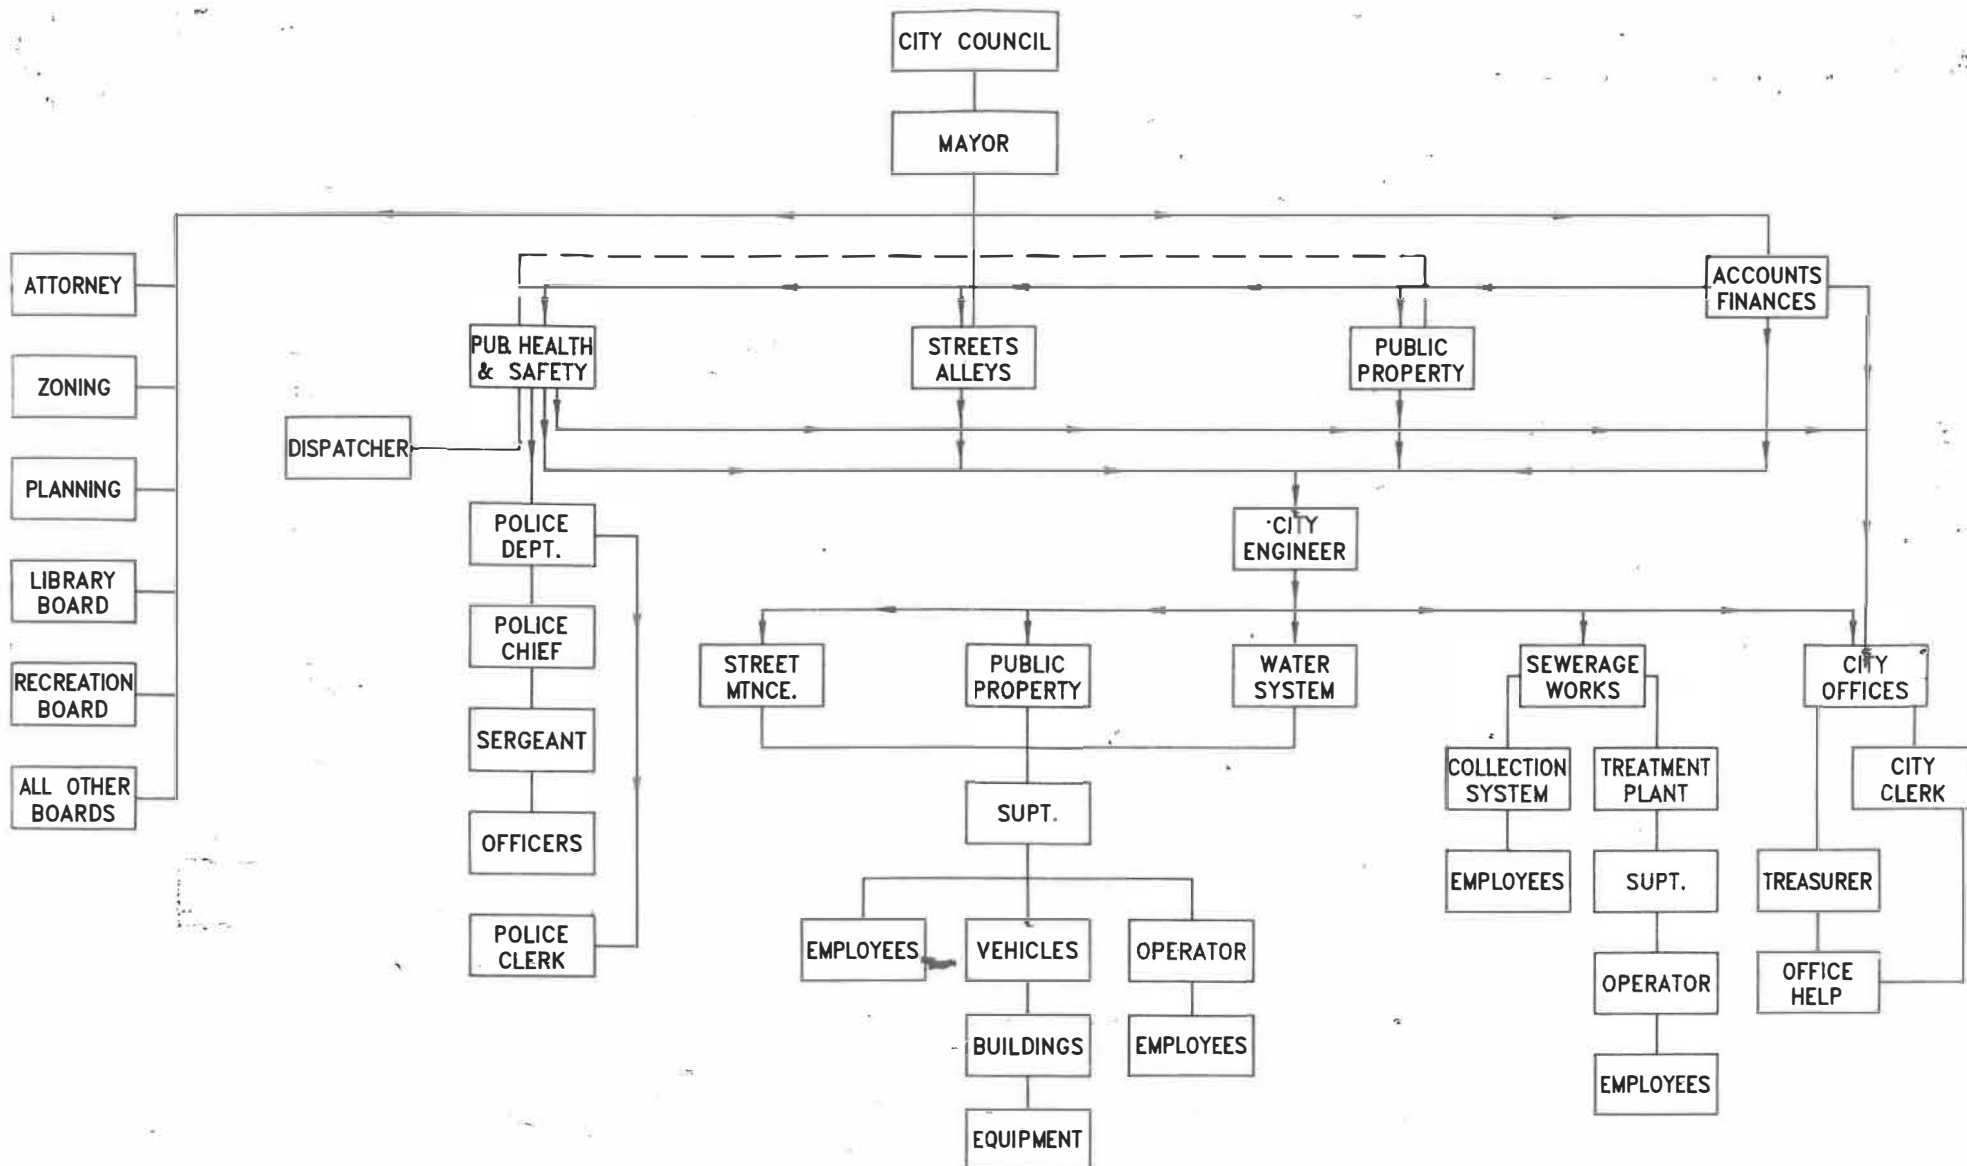 CITY COUNCIL
MAYOR
ATTORNEY
ZONING
PLANNING
LIBRARY
BOARD
RECREATION
BOARD
ALL OTHER
BOARDS
ACCOUNTS
FINANCES
PUB. HEALTH
& SAFETY
STREETS
ALLEYS
PUBLIC
PROPERTY
DISPATCHER
POLICE
DEPT.
POLICE
CHIEF
SERGEANT
OFFICERS
POLICE
CLERK
CITY
ENGINEER
STREET
MTNCE.
PUBLIC
PROPERTY
WATER
SYSTEM
SEWERAGE
WORKS
CITY
OFFICES
SUPT.
EMPLOYEES
VEHICLES
OPERATOR
BUILDINGS
EMPLOYEES
EQUIPMENT
COLLECTION
SYSTEM
EMPLOYEES
TREATMENT
PLANT
SUPT.
OPERATOR
EMPLOYEES
CITY
CLERK
TREASURER
OFFICE
HELP